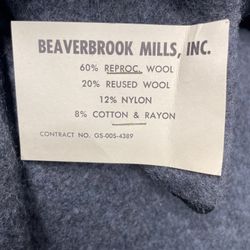 BEAVERBROOK MILLS, INC.
60% REPROC. WOOL
20% REUSED WOOL
12% NYLON
8% COTTON & RAYON
CONTRACT NO. GS-00S-4389